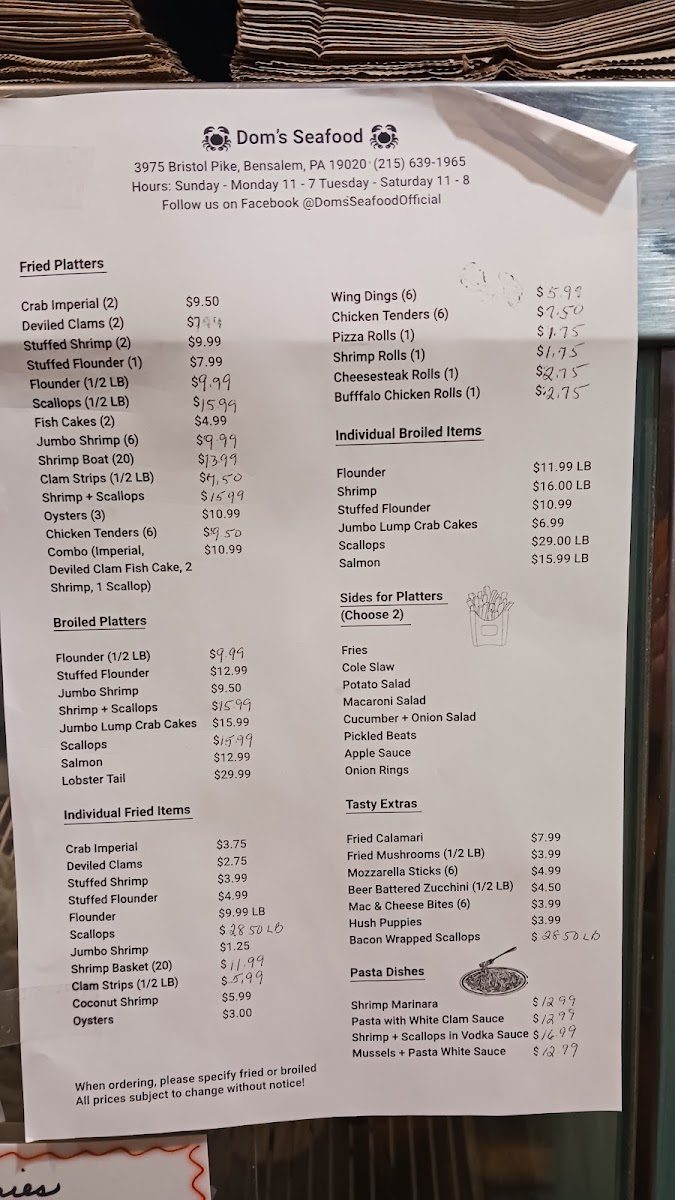 Dom's Seafood
3975 Bristol Pike, Bensalem, PA 19020 (215) 639-1965
Hours: Sunday - Monday 11 - 7 Tuesday - Saturday 11 - 8
Follow us on Facebook @DomsSeafoodOfficial
Fried Platters
Crab Imperial (2) $9.50
Deviled Clams (2)
Stuffed Shrimp (2) $9.99
Stuffed Flounder (1) $7.99
Flounder (1/2 LB) $9.99
Scallops (1/2 LB) $15.99
Fish Cakes (2) $4.99
Jumbo Shrimp (6) $9.99
Shrimp Boat (20) $13.99
Clam Strips (1/2 LB)
Shrimp + Scallops $15.99
Oysters (3) $10.99
Chicken Tenders (6) $9.50
Combo (Imperial, $10.99
Deviled Clam Fish Cake, 2
Shrimp, 1 Scallop)
Broiled Platters
Flounder (1/2 LB) $9.99
Stuffed Flounder $12.99
Jumbo Shrimp $9.50
Shrimp + Scallops $15.99
Jumbo Lump Crab Cakes $15.99
Scallops $15.99
Salmon $12.99
Lobster Tail $29.99
Individual Fried Items
Crab Imperial $3.75
Deviled Clams $2.75
Stuffed Shrimp $3.99
Stuffed Flounder $4.99
Flounder $9.99 LB
Scallops $28.50 LB
Jumbo Shrimp $1.25
Shrimp Basket (20) $11.99
Clam Strips (1/2 LB) $5.99
Coconut Shrimp $5.99
Oysters $3.00
When ordering, please specify fried or broiled
All prices subject to change without notice!
Wing Dings (6) $5.99
Chicken Tenders (6) $7.50
Pizza Rolls (1) $1.75
Shrimp Rolls (1) $1.75
Cheesesteak Rolls (1) $2.75
Bufffalo Chicken Rolls (1) $2.75
Individual Broiled Items
Flounder $11.99 LB
Shrimp $16.00 LB
Stuffed Flounder $10.99
Jumbo Lump Crab Cakes $6.99
Scallops $29.00 LB
Salmon $15.99 LB
Sides for Platters
(Choose 2)
Fries
Cole Slaw
Potato Salad
Macaroni Salad
Cucumber + Onion Salad
Pickled Beats
Apple Sauce
Onion Rings
Tasty Extras
Fried Calamari $7.99
Fried Mushrooms (1/2 LB) $3.99
Mozzarella Sticks (6) $4.99
Beer Battered Zucchini (1/2 LB) $4.50
Mac & Cheese Bites (6) $3.99
Hush Puppies $3.99
Bacon Wrapped Scallops $28.50 LB
Pasta Dishes
Shrimp Marinara $12.99
Pasta with White Clam Sauce $12.99
Shrimp + Scallops in Vodka Sauce $16.99
Mussels + Pasta White Sauce $12.99